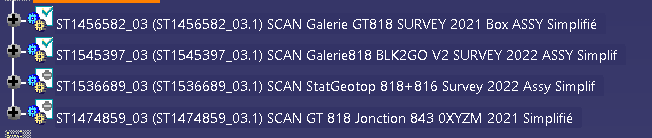 ST1456582_03 (ST1456582_03.1) SCAN Galerie GT818 SURVEY 2021 Box ASSY Simplifié
ST1545397_03 (ST1545397_03.1) SCAN Galerie818 BLK2GO V2 SURVEY 2022 ASSY Simplif
ST1536689_03 (ST1536689_03.1) SCAN StatGeotop 818+816 Survey 2022 Assy Simplif
ST1474859_03 (ST1474859_03.1) SCAN GT 818 Jonction 843 0XYZM 2021 Simplifié